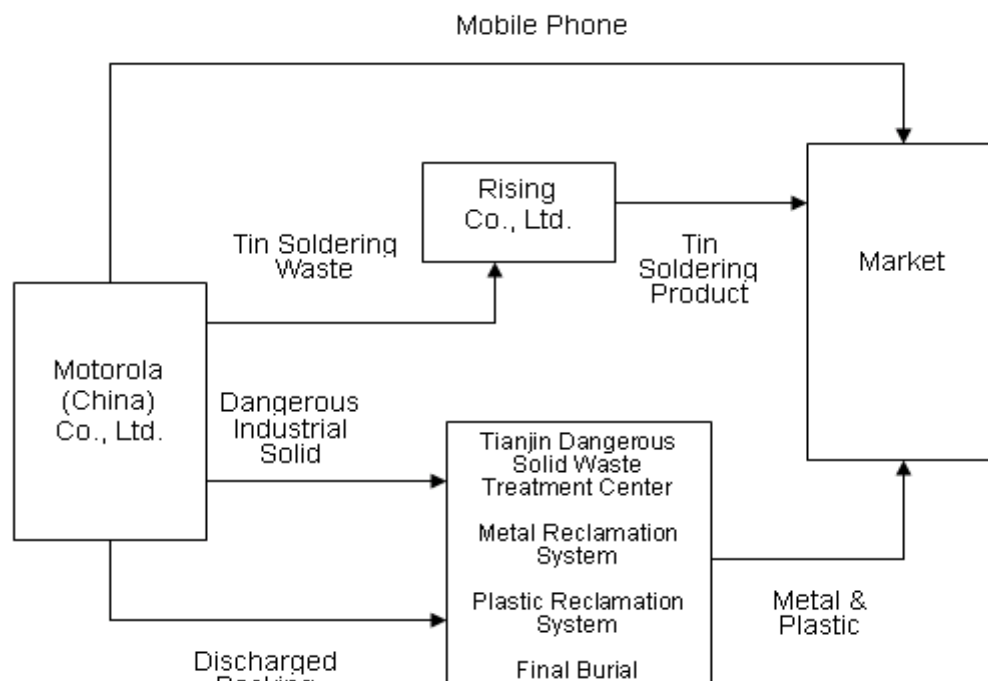 Mobile Phone
Rising
Co., Ltd.
Tin Soldering
Waste
Tin
Soldering
Product
Market
Motorola
(China)
Co., Ltd.
Dangerous
Industrial
Solid
Tianjin Dangerous
Solid Waste
Treatment Center
Metal Reclamation
System
Plastic Reclamation
System
Final Burial
Metal &
Plastic
Discharged